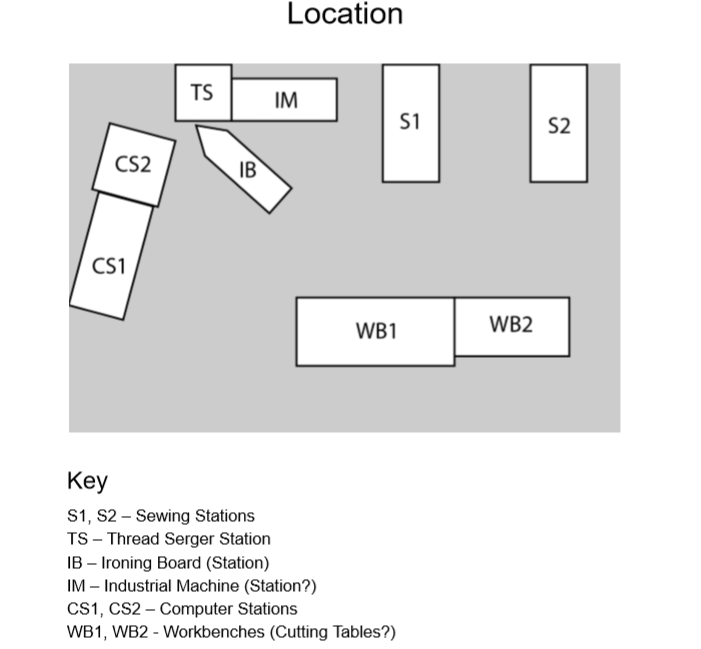 Location
TS
IM
S1
S2
CS2
IB
CS1
WB1
WB2
Key
S1, S2 – Sewing Stations
TS – Thread Serger Station
IB – Ironing Board (Station)
IM – Industrial Machine (Station?)
CS1, CS2 – Computer Stations
WB1, WB2 - Workbenches (Cutting Tables?)